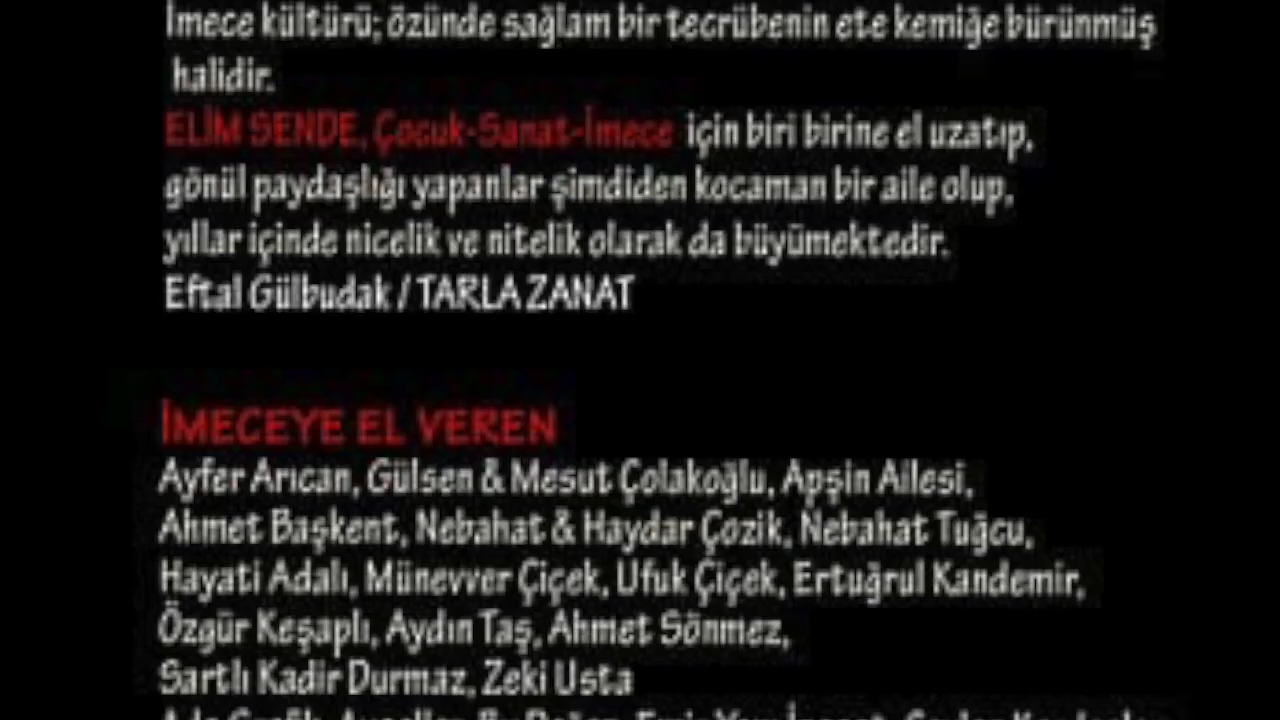 İmece kültürü; özünde sağlam bir tecrübenin ete kemiğe bürünmüş
halidir.
ELİM SENDE, Çocuk-Sanat-İmece için biri birine el uzatıp,
gönül paydaşlığı yapanlar şimdiden kocaman bir aile olup,
yıllar içinde nicelik ve nitelik olarak da büyümektedir.
Eftal Gülbudak / TARLA ZANAT
İMECEYE EL VEREN
Ayfer Arıcan, Gülsen & Mesut Çolakoğlu, Apşin Ailesi,
Ahmet Başkent, Nebahat & Haydar Çozik, Nebahat Tuğcu,
Hayati Adalı, Münevver Çiçek, Ufuk Çiçek, Ertuğrul Kandemir,
Özgür Keşaplı, Aydın Taş, Ahmet Sönmez,
Sartlı Kadir Durmaz, Zeki Usta